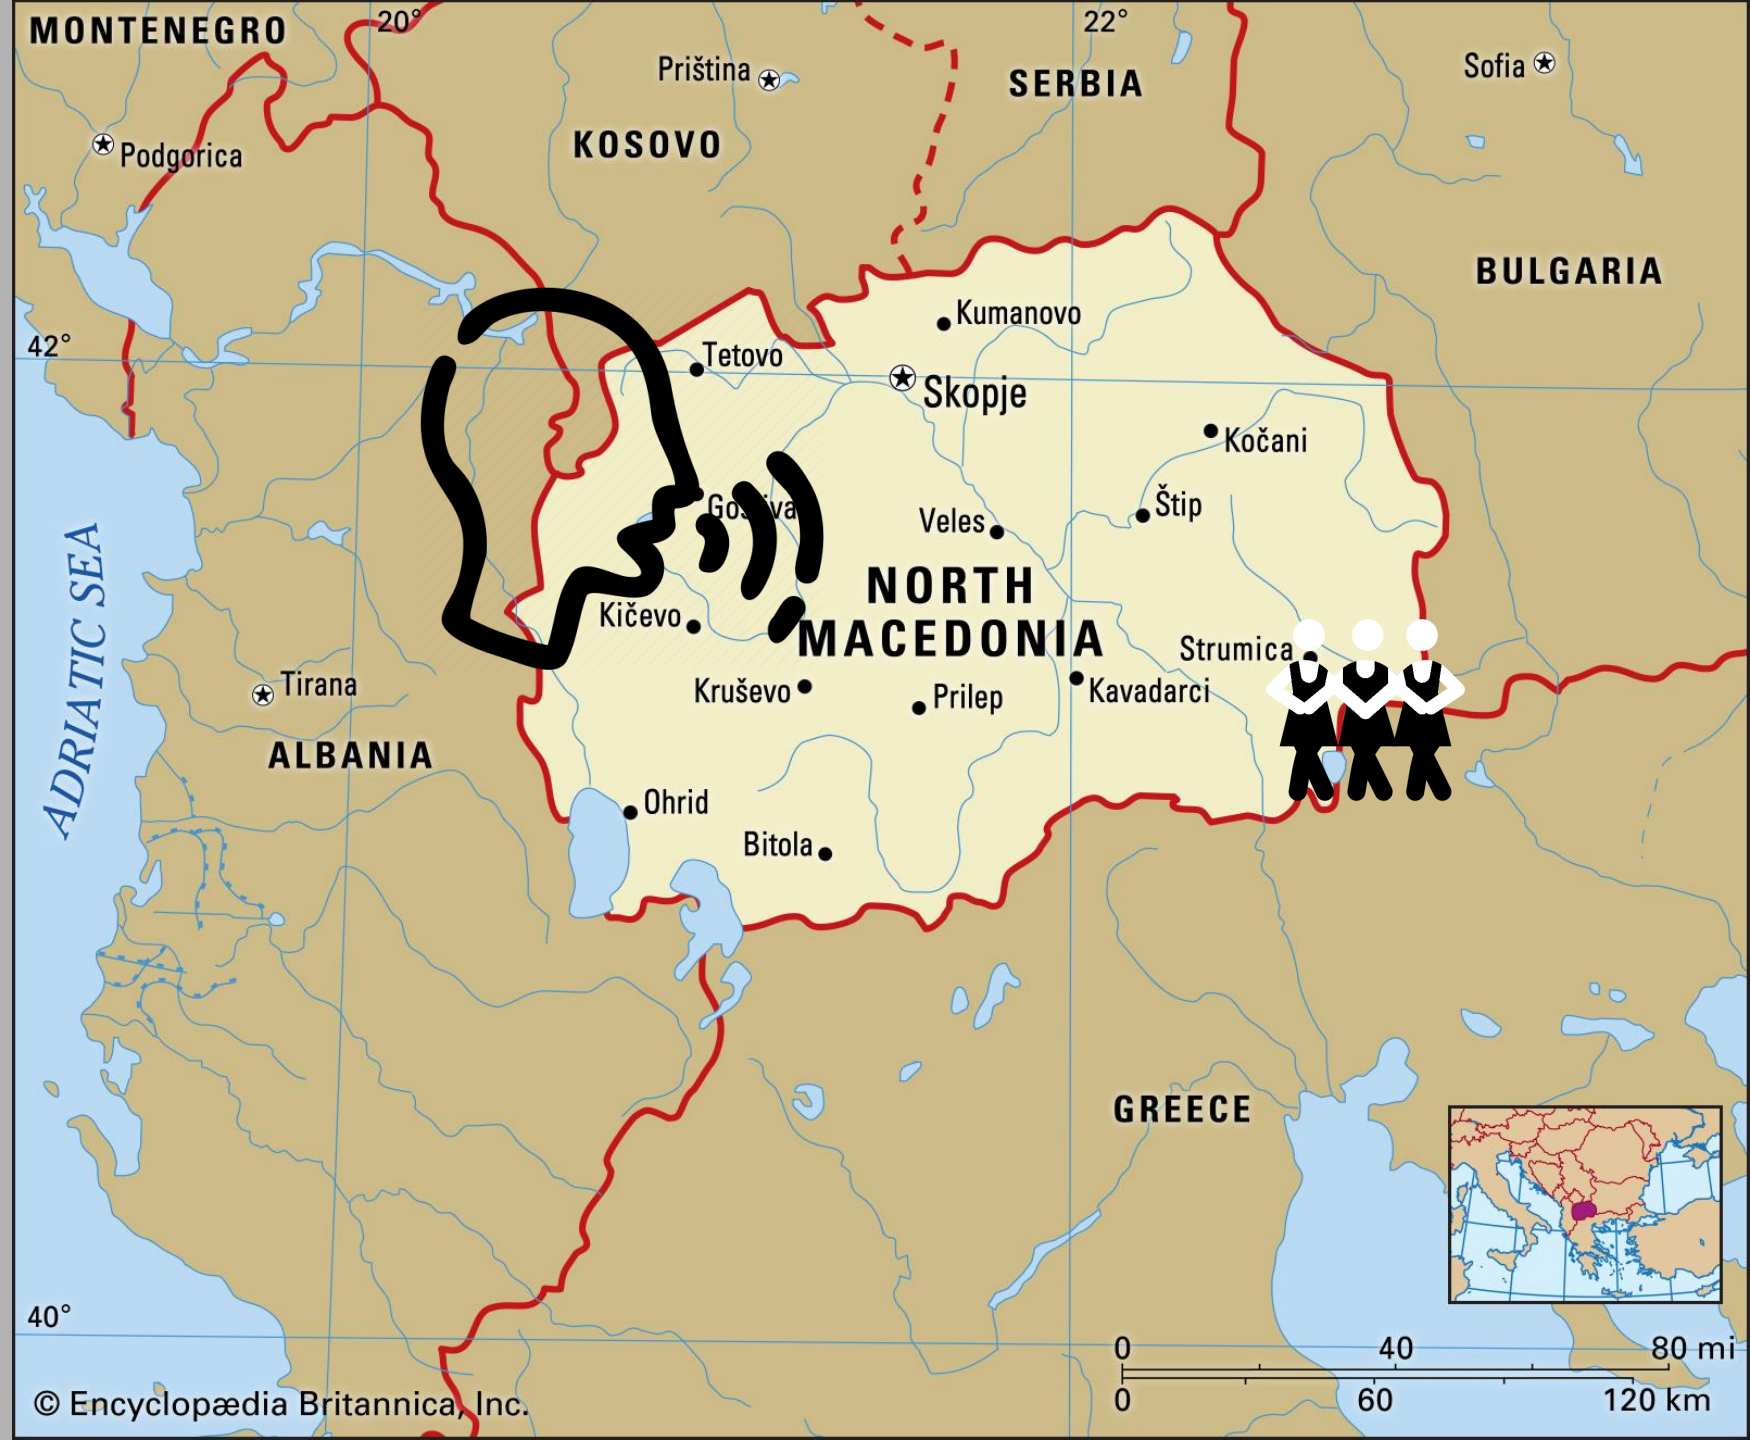 MONTENEGRO
20°
22°
Priština
SERBIA
Sofia
KOSOVO
Podgorica
BULGARIA
Kumanovo
42°
Tetovo
Skopje
Kočani
Štip
Veles
ADRIATIC SEA
NORTH
MACEDONIA
Kičevo
Strumica
Tirana
Kruševo
Prilep
Kavadarci
ALBANIA
Ohrid
Bitola
GREECE
40°
0 40 80 mi
0 60 120 km
© Encyclopædia Britannica, Inc.